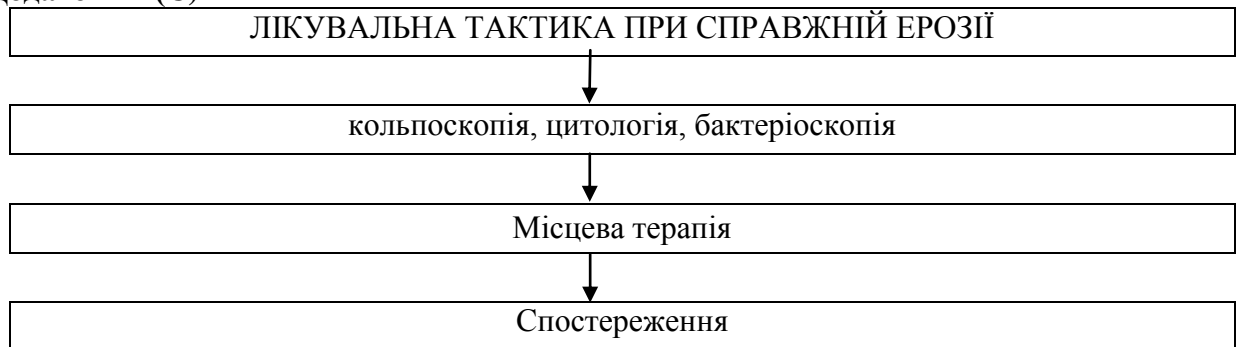 ЛІКУВАЛЬНА ТАКТИКА ПРИ СПРАВЖНІЙ ЕРОЗІЇ
кольпоскопія, цитологія, бактеріоскопія
Місцева терапія
Спостереження